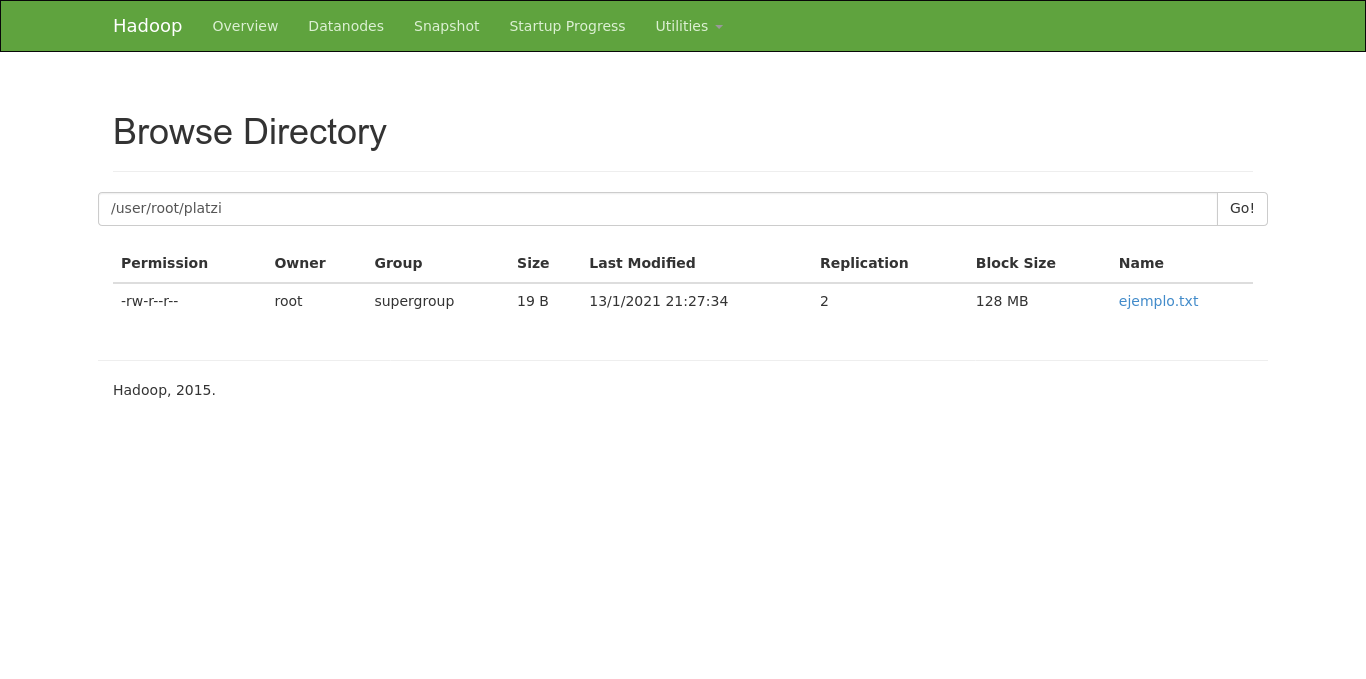 Hadoop Overview Datanodes Snapshot Startup Progress Utilities
Browse Directory
/user/root/platzi Go!
Permission Owner Group Size Last Modified Replication Block Size Name
-rw-r--r-- root supergroup 19 B 13/1/2021 21:27:34 2 128 MB ejemplo.txt
Hadoop, 2015.